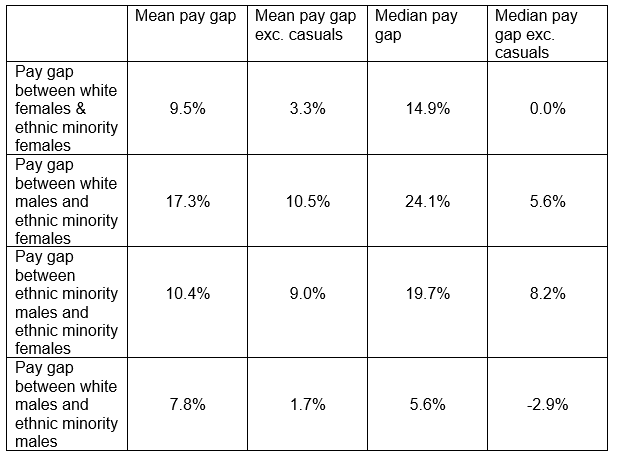 Mean pay gap
Mean pay gap
exc. casuals
Median pay
gap
Median pay
gap exc.
casuals
Pay gap
between white
females &
ethnic minority
females
9.5%
3.3%
14.9%
0.0%
Pay gap
between white
males and
ethnic minority
females
17.3%
10.5%
24.1%
5.6%
Pay gap
between
ethnic minority
males and
ethnic minority
females
10.4%
9.0%
19.7%
8.2%
Pay gap
between white
males and
ethnic minority
males
7.8%
1.7%
5.6%
-2.9%